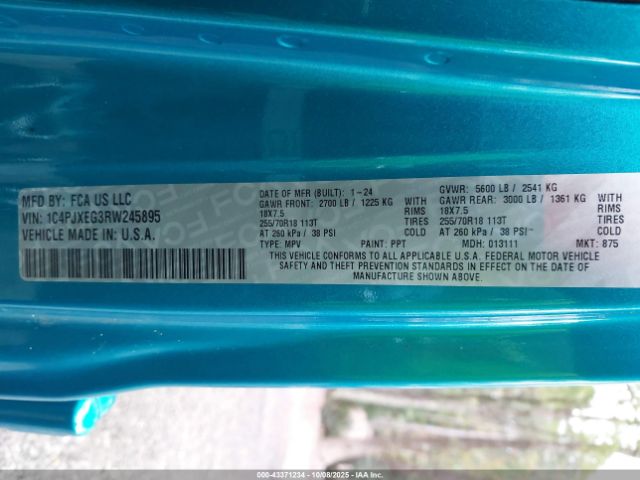 MFD BY: FCA US LLC
VIN: 1C4PJXEG3RW245895
VEHICLE MADE IN: U.S.A.
DATE OF MFR (BUILT): 1-24
GVWR: 5600 LB / 2541 KG
GAWR FRONT: 2700 LB / 1225 KG WITH
18X7.5 RIMS
255/70R18 113T TIRES
AT 260 kPa / 38 PSI
GAWR REAR: 3000 LB / 1361 KG WITH
18X7.5 RIMS
255/70R18 113T TIRES
AT 260 kPa / 38 PSI
TYPE: MPV PAINT: PPT MDH: 013111 MKT: 875
THIS VEHICLE CONFORMS TO ALL APPLICABLE U.S.A. FEDERAL MOTOR VEHICLE
SAFETY AND THEFT PREVENTION STANDARDS IN EFFECT ON THE DATE OF
MANUFACTURE SHOWN ABOVE.
000-43371234 - 10/08/2025 - IAAI